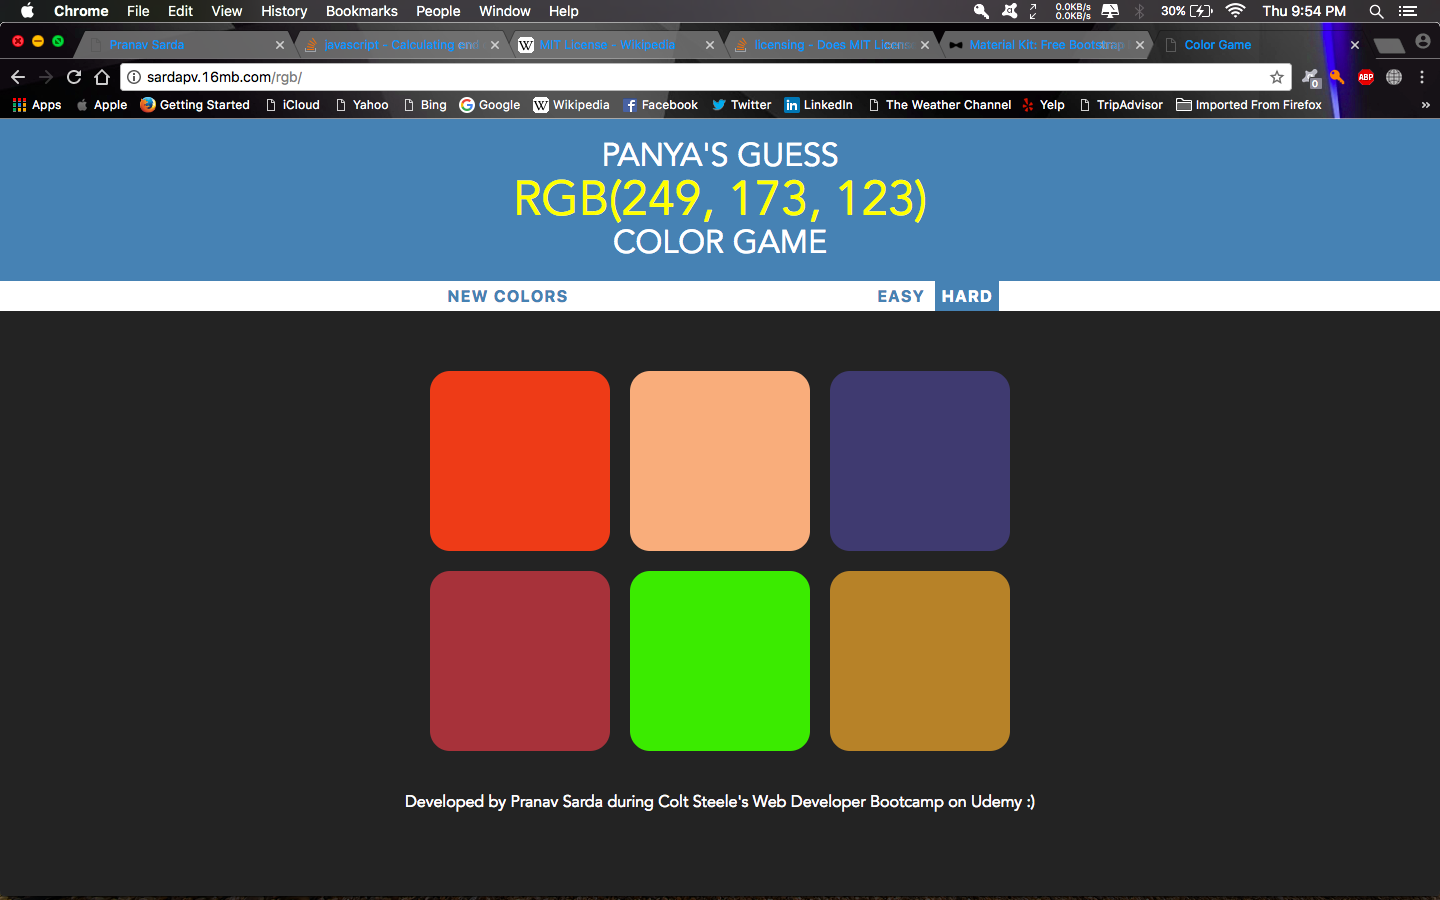 Chrome File Edit View History Bookmarks People Window Help 0.0KB/s 0.0KB/s 30% Thu 9:54 PM
Pranav Sarda javascript - Calculating MIT License - Wikipedia licensing - Does MIT Material Kit: Free Color Game
sardapv.16mb.com/rgb/ 0 ABP
Apps Apple Getting Started iCloud Yahoo Bing Google Wikipedia Facebook Twitter LinkedIn The Weather Channel Yelp TripAdvisor Imported From Firefox »
PANYA'S GUESS
RGB(249, 173, 123)
COLOR GAME
NEW COLORS EASY HARD
Developed by Pranav Sarda during Colt Steele's Web Developer Bootcamp on Udemy :)